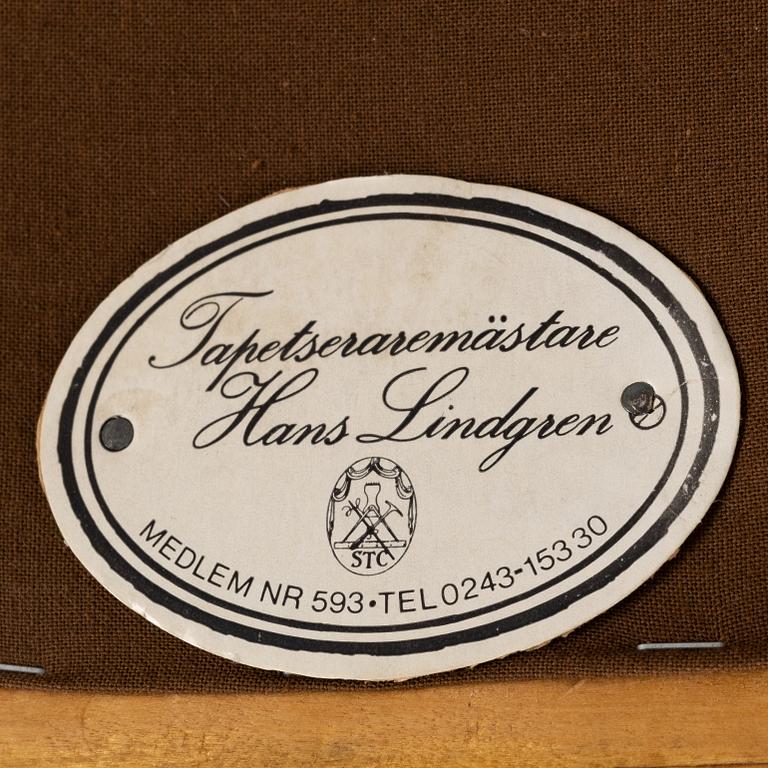 Tapetseraremästare
Hans Lindgren
STC
MEDLEM NR 593 • TEL 0243-153 30